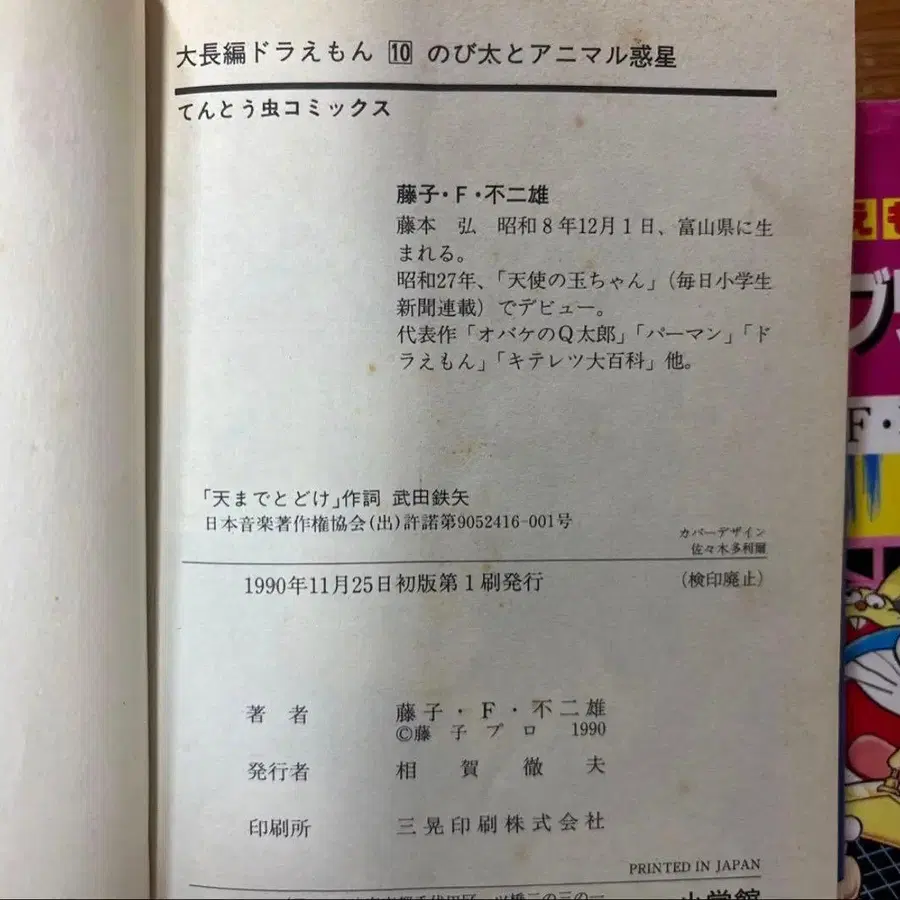 大長編ドラえもん 10 のび太とアニマル惑星
てんとう虫コミックス
藤子・F・不二雄
藤本 弘 昭和8年12月1日、富山県に生
まれる。
昭和27年、「天使の玉ちゃん」(毎日小学生
新聞連載)でデビュー。
代表作「オバケのQ太郎」「パーマン」「ド
ラえもん」「キテレツ大百科」他。
「天までとどけ」作詞 武田鉄矢
日本音楽著作権協会(出)許諾第9052416-001号
カバーデザイン
佐々木多利爾
1990年11月25日初版第1刷発行 (検印廃止)
著者 藤子・F・不二雄
©藤子プロ 1990
発行者 相賀徹夫
印刷所 三晃印刷株式会社
PRINTED IN JAPAN
小学館
えも
F・